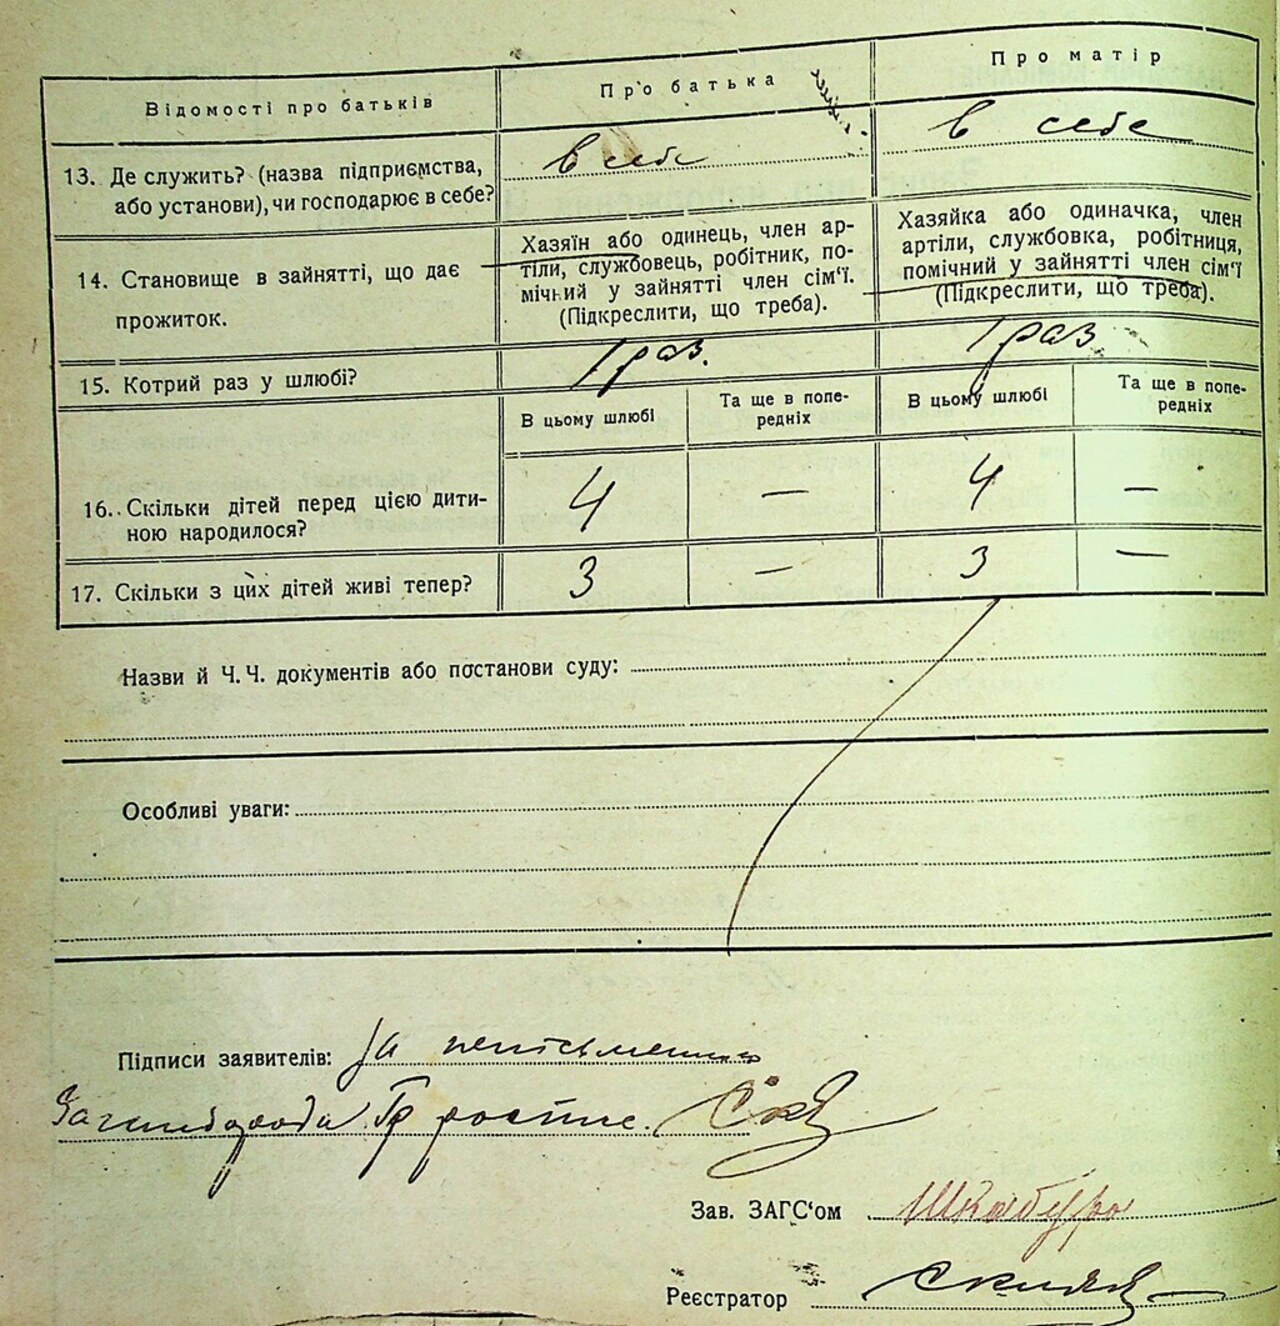 Відомості про батьків
Про батька
Про матір
13. Де служить? (назва підприємства,
або установи), чи господарює в себе?
в себе
в себе
14. Становище в зайнятті, що дає
прожиток.
Хазяїн або одинець, член ар-
тіли, службовець, робітник, по-
мічний у зайнятті член сім'ї.
(Підкреслити, що треба).
Хазяйка або одиначка, член
артіли, службовка, робітниця,
помічний у зайнятті член сім'ї
(Підкреслити, що треба).
15. Котрий раз у шлюбі?
1 раз.
1 раз
В цьому шлюбі
Та ще в попе-
редніх
В цьому шлюбі
Та ще в попе-
редніх
16. Скільки дітей перед цією дити-
ною народилося?
4
—
4
—
17. Скільки з цих дітей живі тепер?
3
—
3
—
Назви й Ч. Ч. документів або постанови суду:
Особливі уваги:
Підписи заявителів: за
Гр роспис.
Зав. ЗАГС'ом Шкабура
Реєстратор